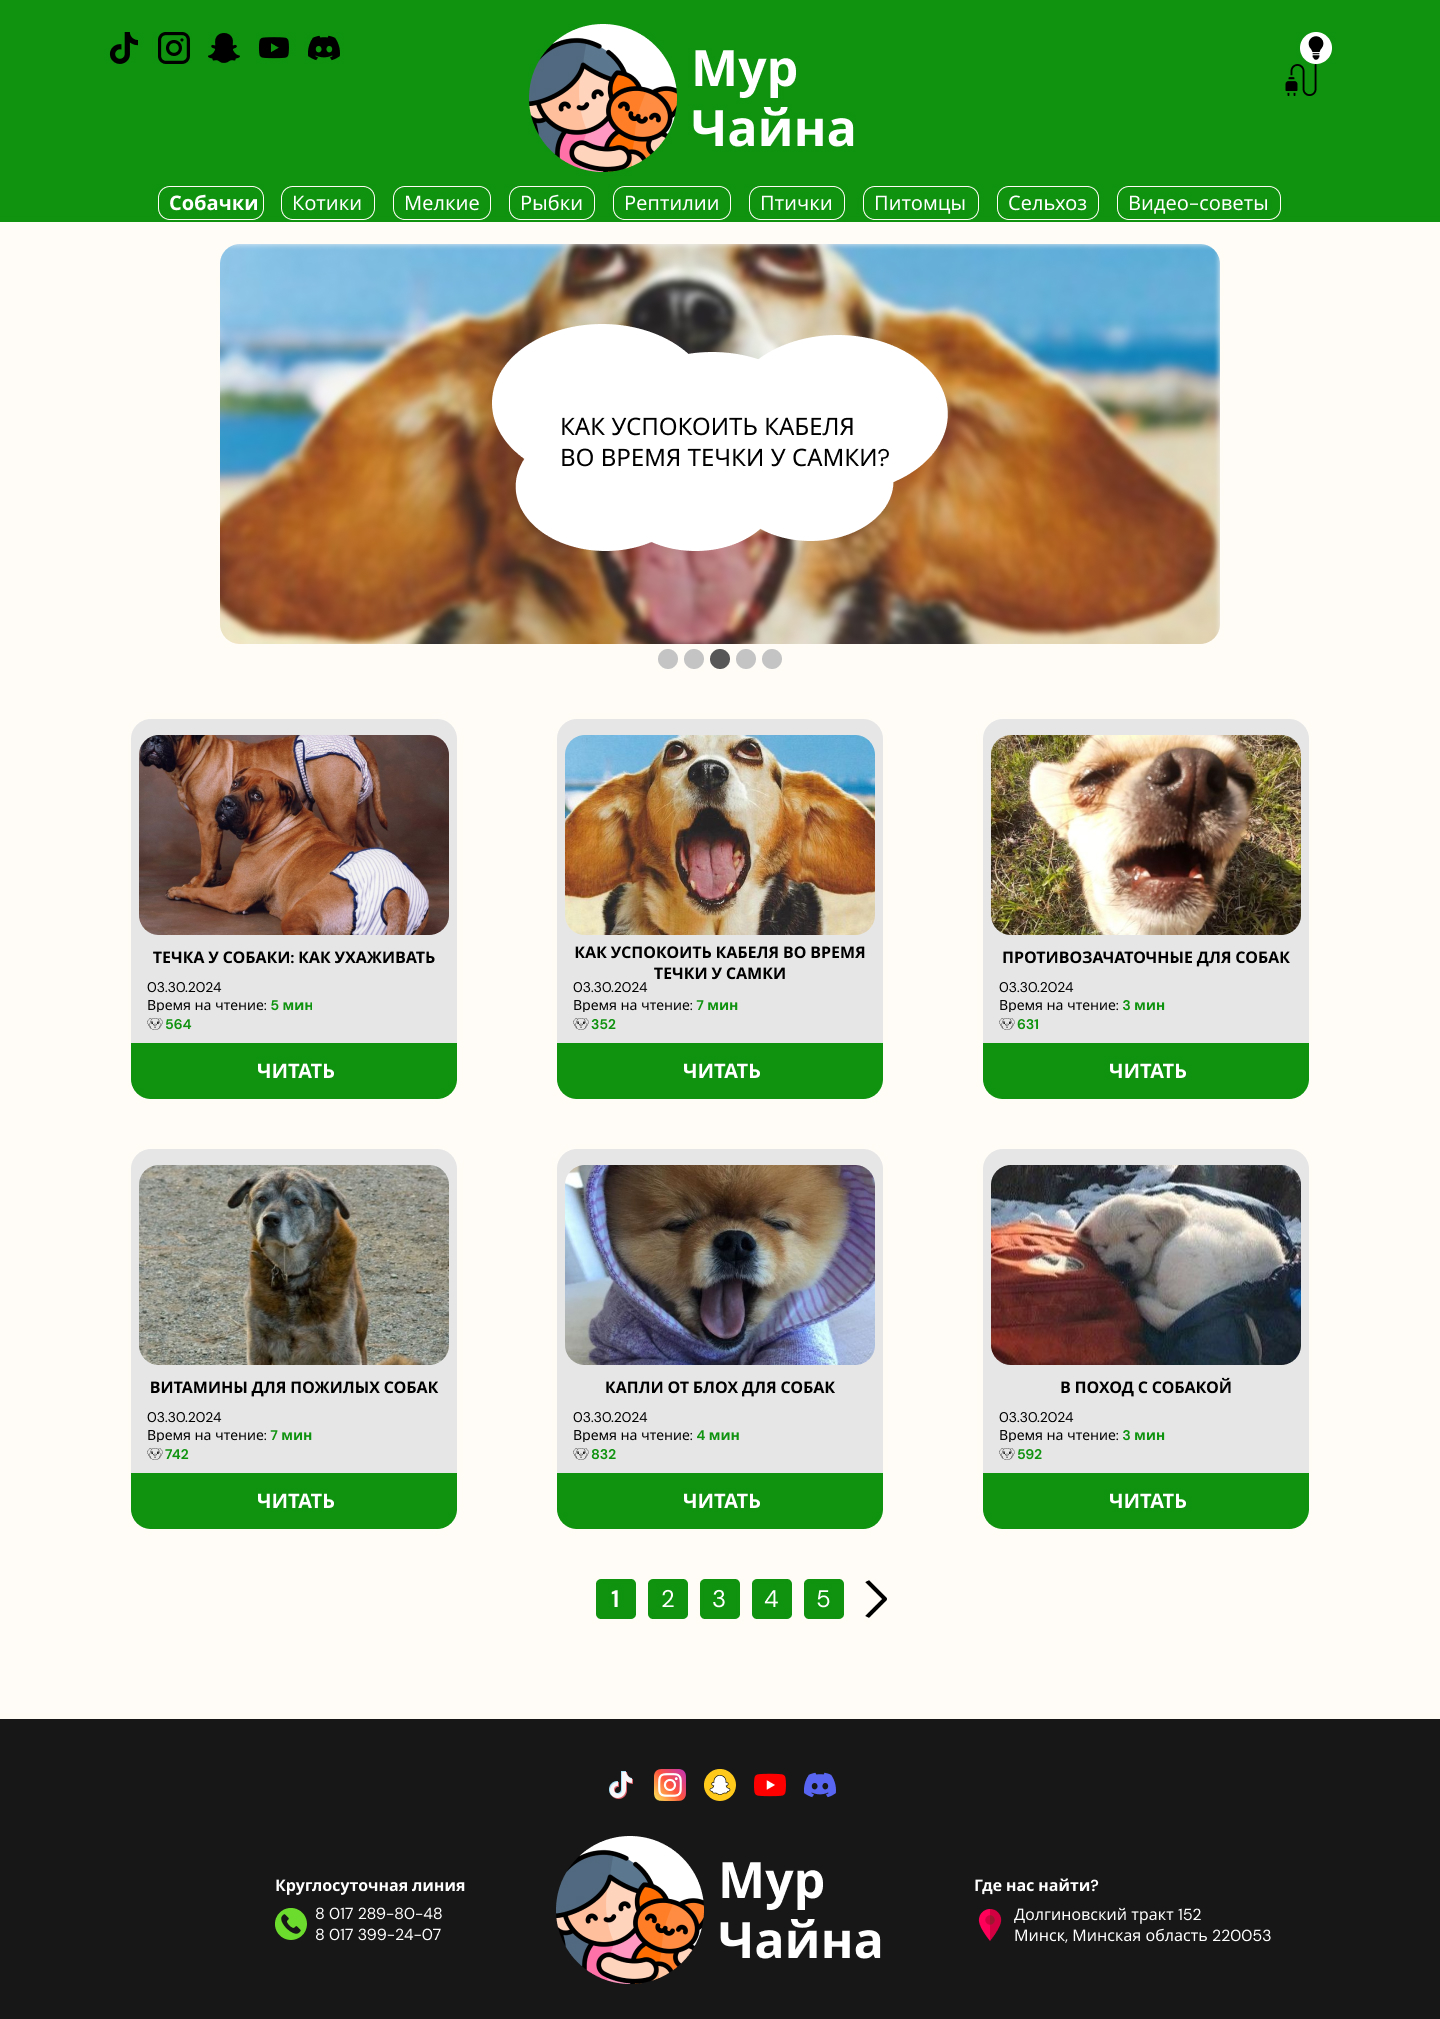 Мур
Чайна
Собачки Котики Мелкие Рыбки Рептилии Птички Питомцы Сельхоз Видео-советы
КАК УСПОКОИТЬ КАБЕЛЯ
ВО ВРЕМЯ ТЕЧКИ У САМКИ?
ТЕЧКА У СОБАКИ: КАК УХАЖИВАТЬ
03.30.2024
Время на чтение: 5 мин
564
ЧИТАТЬ
КАК УСПОКОИТЬ КАБЕЛЯ ВО ВРЕМЯ
ТЕЧКИ У САМКИ
03.30.2024
Время на чтение: 7 мин
352
ЧИТАТЬ
ПРОТИВОЗАЧАТОЧНЫЕ ДЛЯ СОБАК
03.30.2024
Время на чтение: 3 мин
631
ЧИТАТЬ
ВИТАМИНЫ ДЛЯ ПОЖИЛЫХ СОБАК
03.30.2024
Время на чтение: 7 мин
742
ЧИТАТЬ
КАПЛИ ОТ БЛОХ ДЛЯ СОБАК
03.30.2024
Время на чтение: 4 мин
832
ЧИТАТЬ
В ПОХОД С СОБАКОЙ
03.30.2024
Время на чтение: 3 мин
592
ЧИТАТЬ
1 2 3 4 5
Круглосуточная линия
8 017 289-80-48
8 017 399-24-07
Мур
Чайна
Где нас найти?
Долгиновский тракт 152
Минск, Минская область 220053